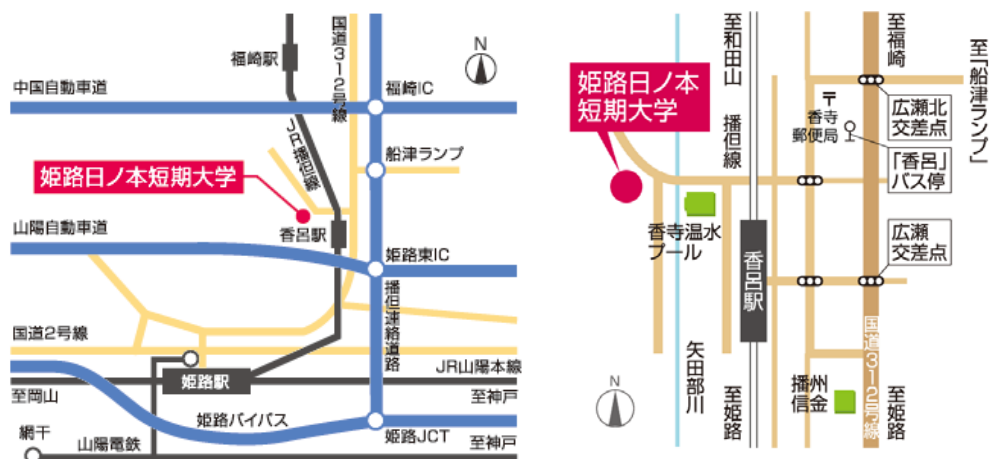 福崎駅
国道312号線
N
中国自動車道
福崎IC
JR播但線
船津ランプ
姫路日ノ本短期大学
山陽自動車道
香呂駅
姫路東IC
播但連絡道路
国道2号線
姫路駅
JR山陽本線
至岡山
至神戸
姫路バイパス
姫路JCT
網干
山陽電鉄
至神戸
至和田山
至福崎
至「船津ランプ」
姫路日ノ本
短期大学
播但線
〒
香寺
郵便局
広瀬北
交差点
「香呂」
バス停
香寺温水
プール
広瀬
交差点
香呂駅
国道312号線
矢田部川
N
至姫路
播州
信金
至姫路